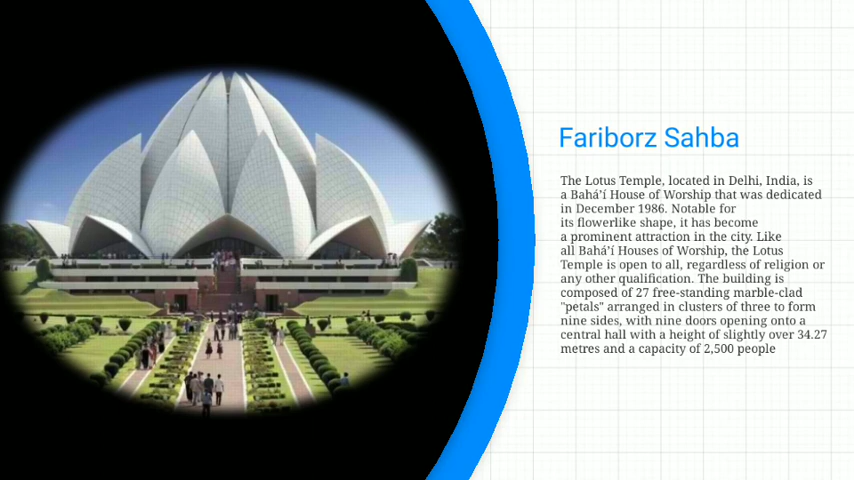 Fariborz Sahba
The Lotus Temple, located in Delhi, India, is
a Bahá’í House of Worship that was dedicated
in December 1986. Notable for
its flowerlike shape, it has become
a prominent attraction in the city. Like
all Bahá’í Houses of Worship, the Lotus
Temple is open to all, regardless of religion or
any other qualification. The building is
composed of 27 free-standing marble-clad
"petals" arranged in clusters of three to form
nine sides, with nine doors opening onto a
central hall with a height of slightly over 34.27
metres and a capacity of 2,500 people